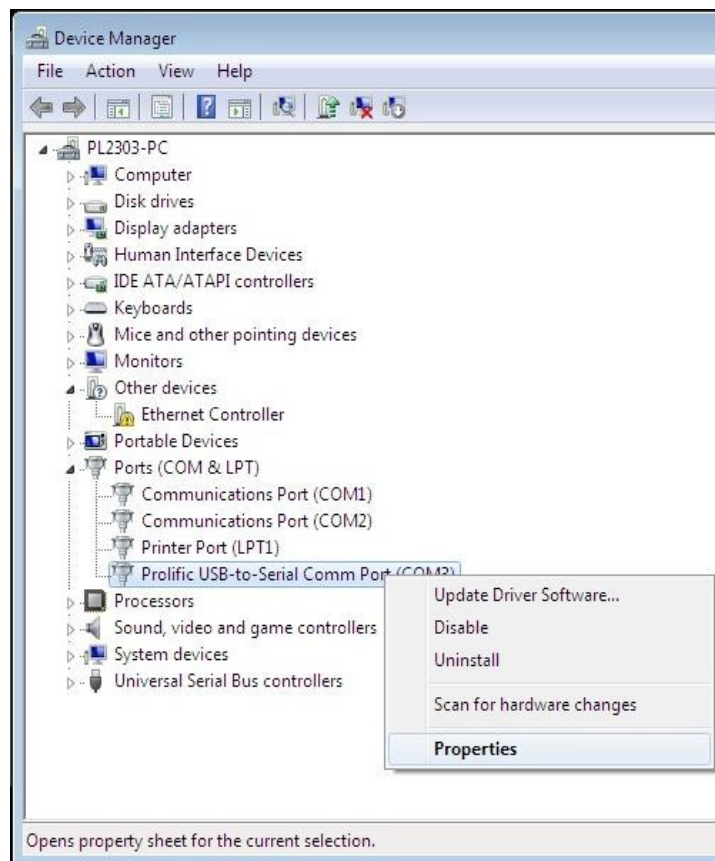 Device Manager
File Action View Help
PL2303-PC
Computer
Disk drives
Display adapters
Human Interface Devices
IDE ATA/ATAPI controllers
Keyboards
Mice and other pointing devices
Monitors
Other devices
Ethernet Controller
Portable Devices
Ports (COM & LPT)
Communications Port (COM1)
Communications Port (COM2)
Printer Port (LPT1)
Prolific USB-to-Serial Comm Port (COM3)
Processors
Sound, video and game controllers
System devices
Universal Serial Bus controllers
Update Driver Software...
Disable
Uninstall
Scan for hardware changes
Properties
Opens property sheet for the current selection.